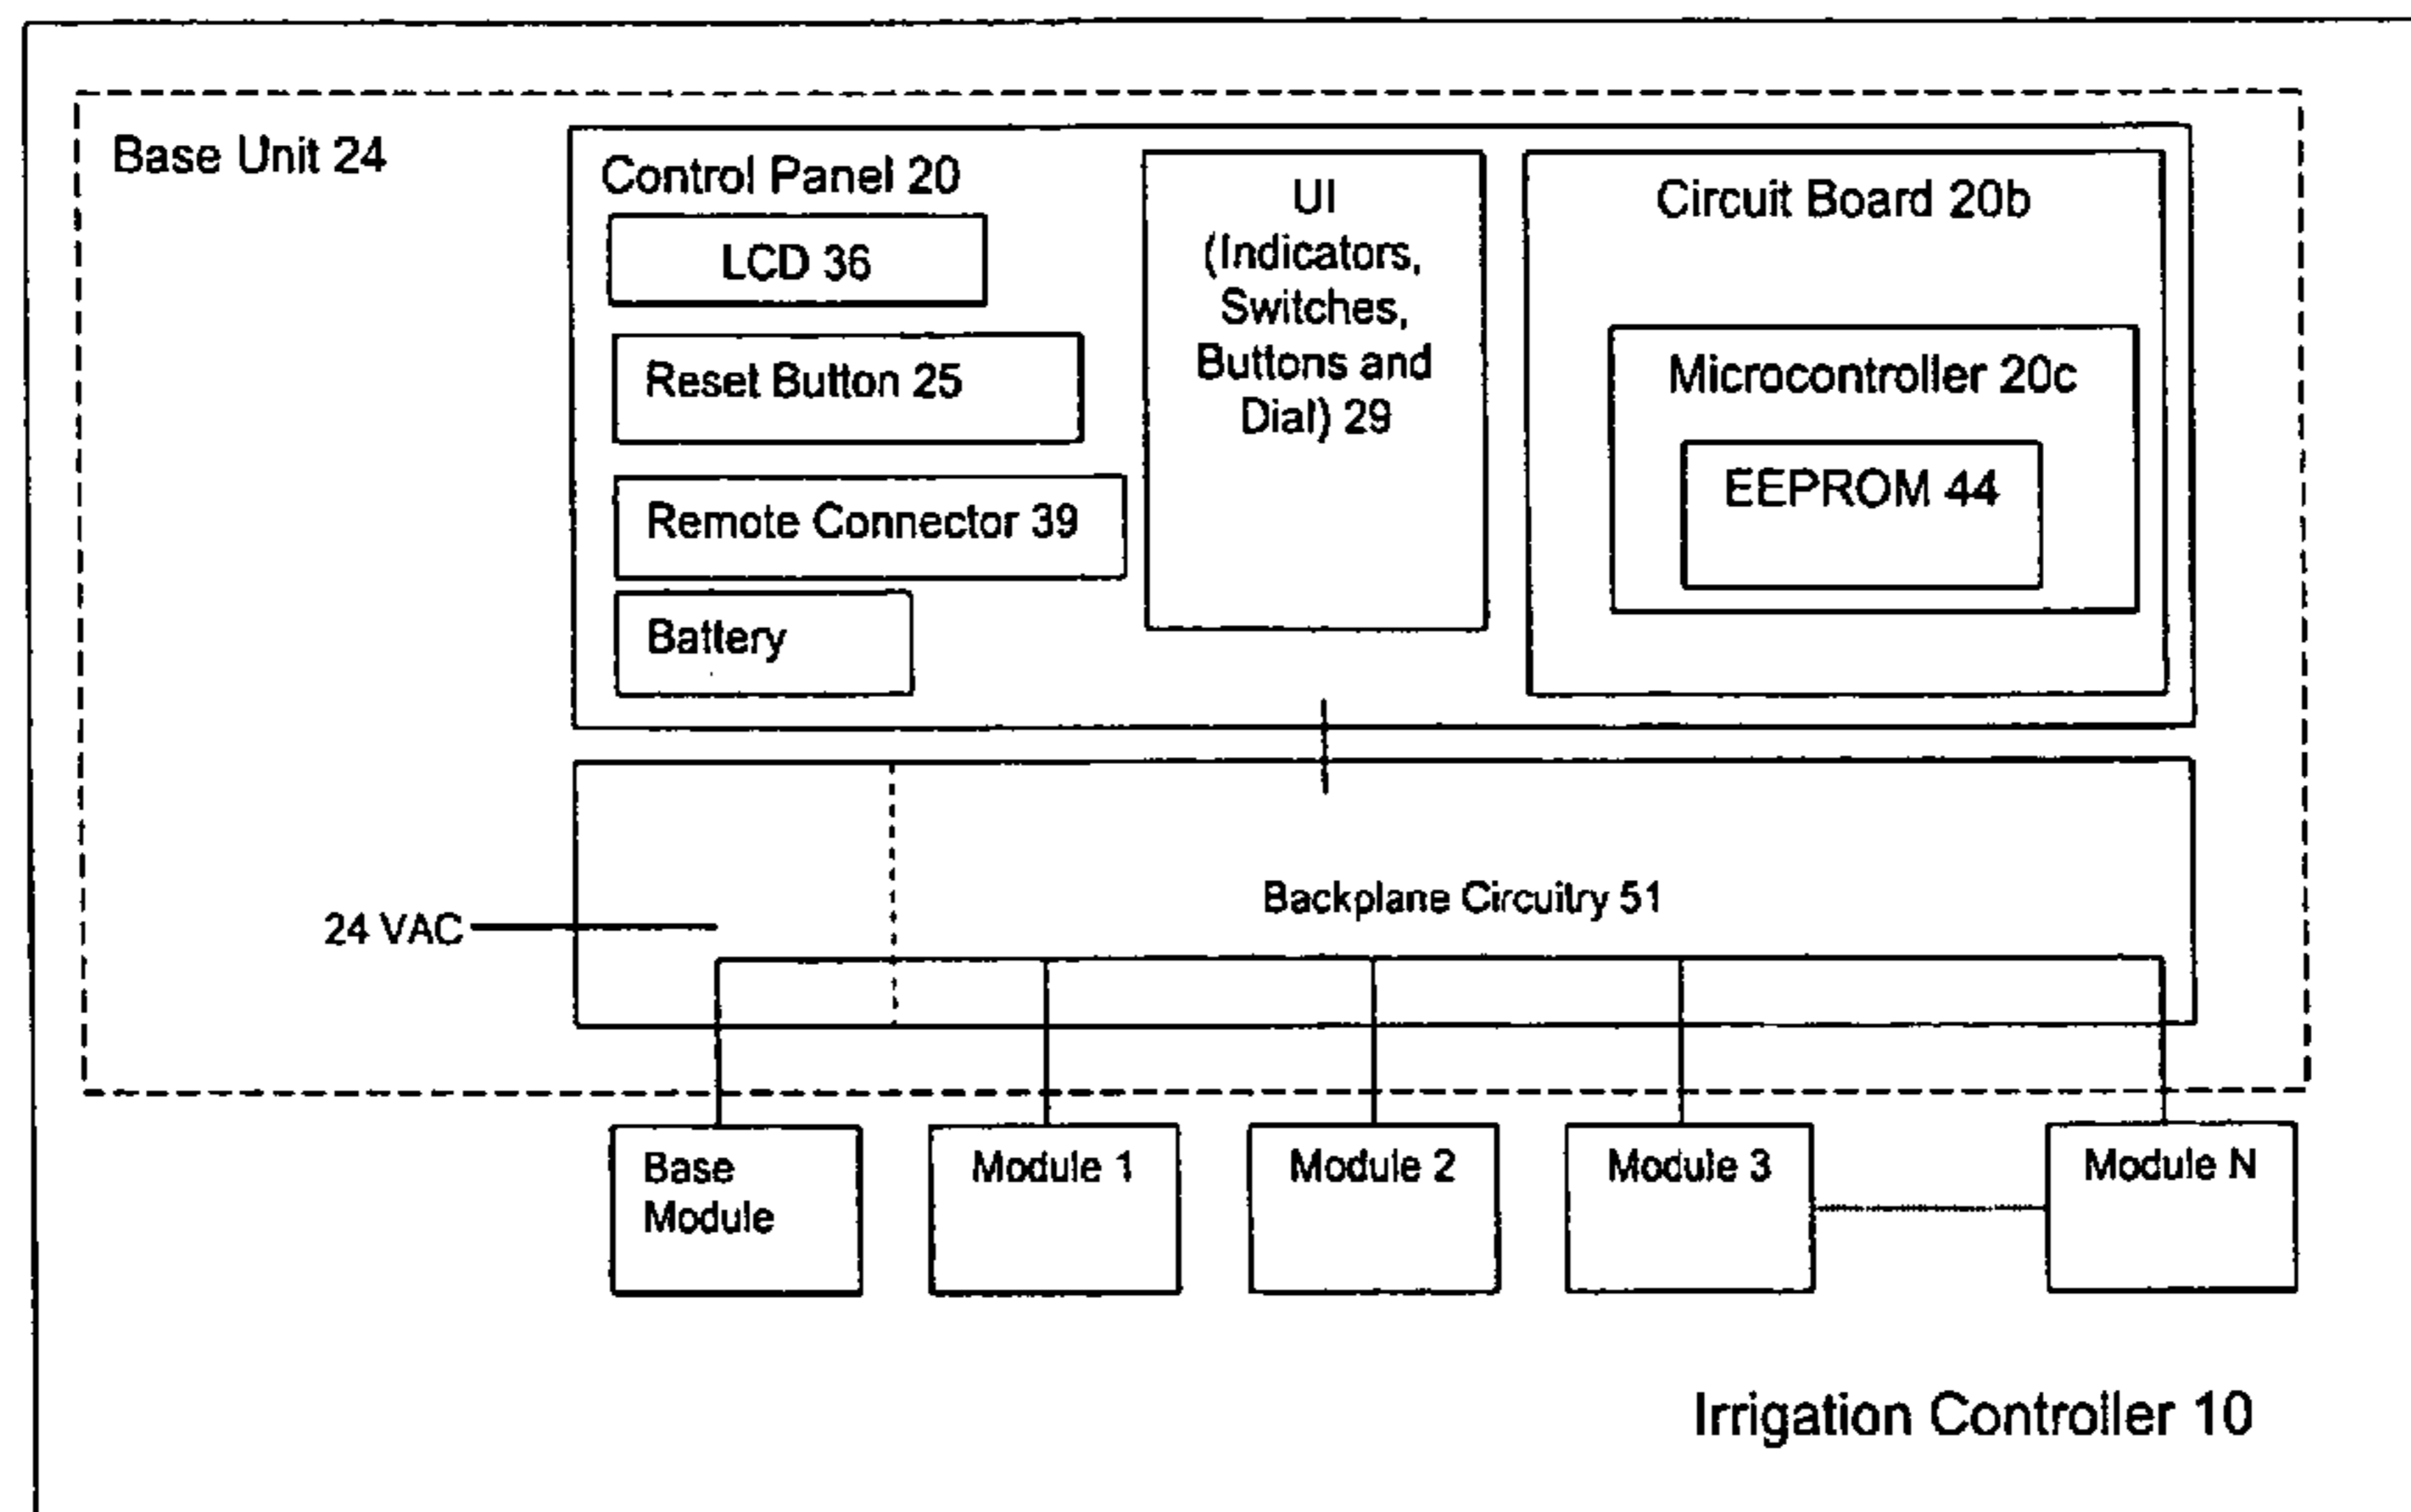 Base Unit 24
Control Panel 20
LCD 36
Reset Button 25
Remote Connector 39
Battery
UI
(Indicators,
Switches,
Buttons and
Dial) 29
Circuit Board 20b
Microcontroller 20c
EEPROM 44
24 VAC
Backplane Circuitry 51
Base
Module
Module 1
Module 2
Module 3
Module N
Irrigation Controller 10